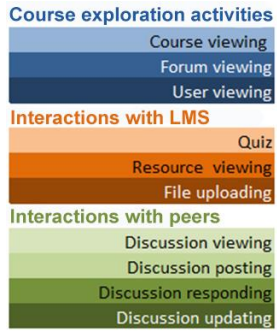 Course exploration activities
Course viewing
Forum viewing
User viewing
Interactions with LMS
Quiz
Resource viewing
File uploading
Interactions with peers
Discussion viewing
Discussion posting
Discussion responding
Discussion updating